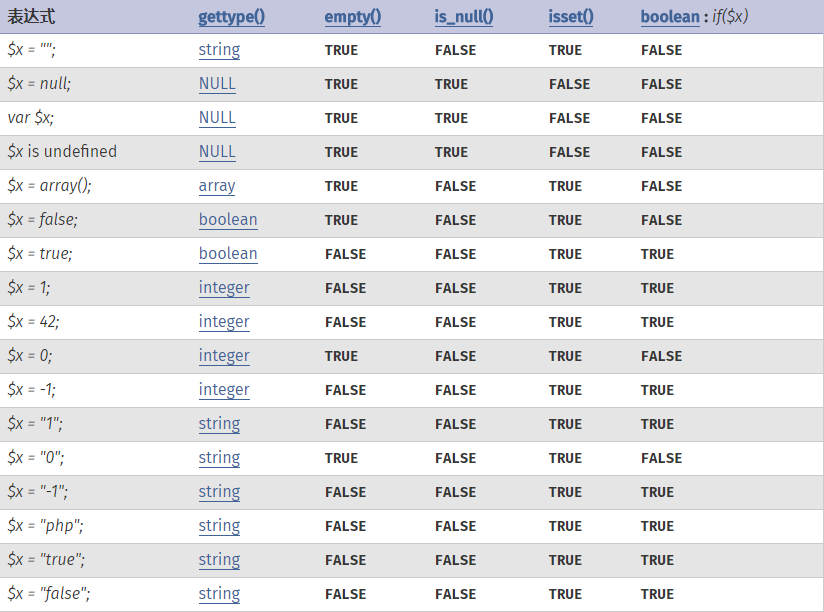 表达式 gettype() empty() is_null() isset() boolean : if($x)
$x = ""; string TRUE FALSE TRUE FALSE
$x = null; NULL TRUE TRUE FALSE FALSE
var $x; NULL TRUE TRUE FALSE FALSE
$x is undefined NULL TRUE TRUE FALSE FALSE
$x = array(); array TRUE FALSE TRUE FALSE
$x = false; boolean TRUE FALSE TRUE FALSE
$x = true; boolean FALSE FALSE TRUE TRUE
$x = 1; integer FALSE FALSE TRUE TRUE
$x = 42; integer FALSE FALSE TRUE TRUE
$x = 0; integer TRUE FALSE TRUE FALSE
$x = -1; integer FALSE FALSE TRUE TRUE
$x = "1"; string FALSE FALSE TRUE TRUE
$x = "0"; string TRUE FALSE TRUE FALSE
$x = "-1"; string FALSE FALSE TRUE TRUE
$x = "php"; string FALSE FALSE TRUE TRUE
$x = "true"; string FALSE FALSE TRUE TRUE
$x = "false"; string FALSE FALSE TRUE TRUE